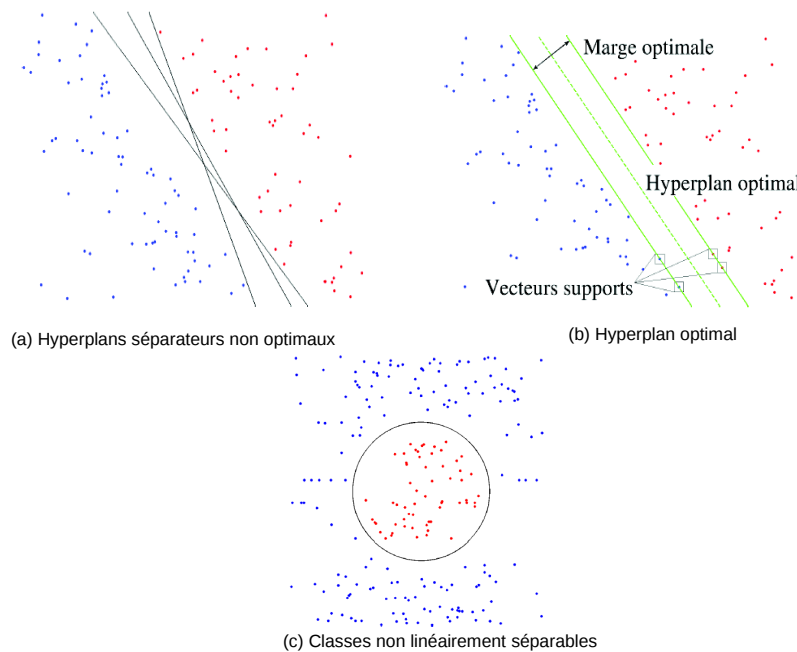 Marge optimale
Hyperplan optimal
Vecteurs supports
(a) Hyperplans séparateurs non optimaux
(b) Hyperplan optimal
(c) Classes non linéairement séparables